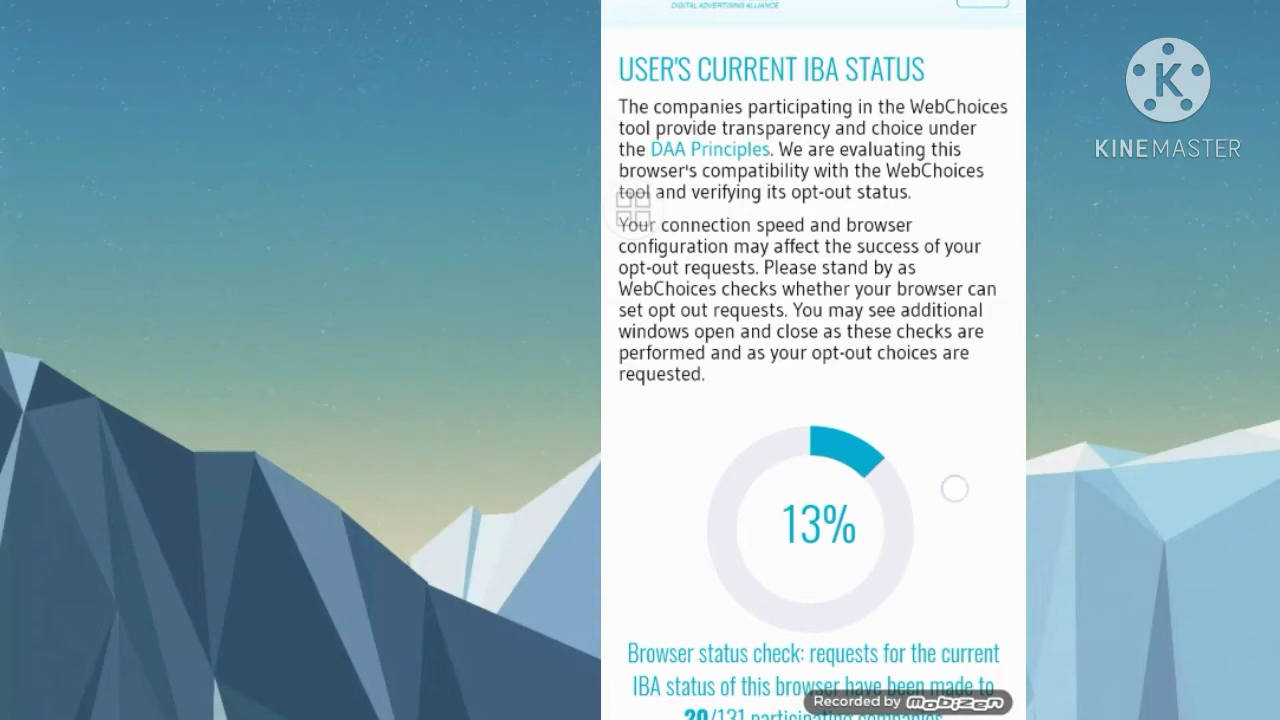 DIGITAL ADVERTISING ALLIANCE
USER'S CURRENT IBA STATUS
The companies participating in the WebChoices
tool provide transparency and choice under
the DAA Principles. We are evaluating this
browser's compatibility with the WebChoices
tool and verifying its opt-out status.
Your connection speed and browser
configuration may affect the success of your
opt-out requests. Please stand by as
WebChoices checks whether your browser can
set opt out requests. You may see additional
windows open and close as these checks are
performed and as your opt-out choices are
requested.
13%
Browser status check: requests for the current
IBA status of this browser have been made to
20/131 participating companies.
Recorded by mobizen
K
KINEMASTER